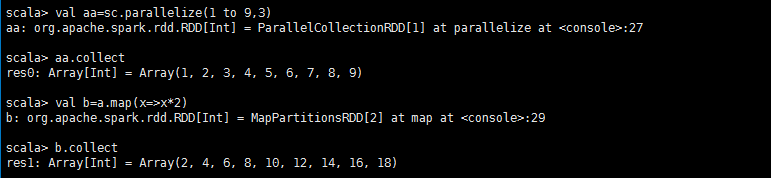 scala> val aa=sc.parallelize(1 to 9,3)
aa: org.apache.spark.rdd.RDD[Int] = ParallelCollectionRDD[1] at parallelize at <console>:27
scala> aa.collect
res0: Array[Int] = Array(1, 2, 3, 4, 5, 6, 7, 8, 9)
scala> val b=a.map(x=>x*2)
b: org.apache.spark.rdd.RDD[Int] = MapPartitionsRDD[2] at map at <console>:29
scala> b.collect
res1: Array[Int] = Array(2, 4, 6, 8, 10, 12, 14, 16, 18)